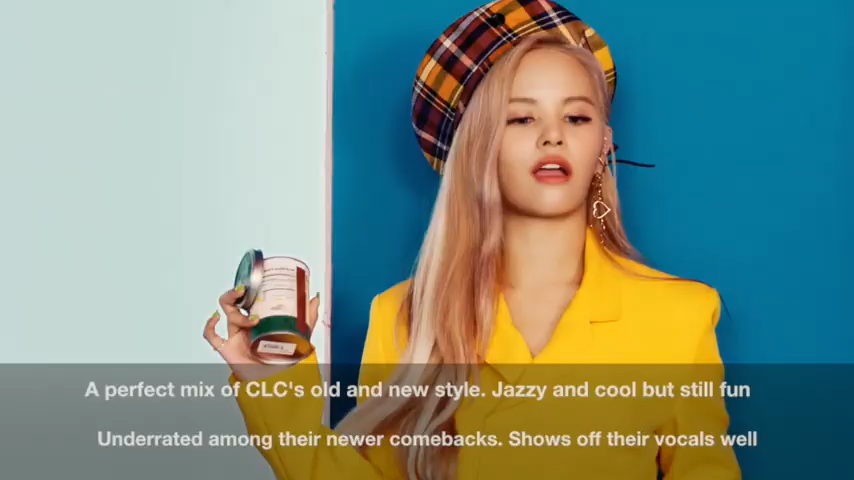 A perfect mix of CLC's old and new style. Jazzy and cool but still fun
Underrated among their newer comebacks. Shows off their vocals well